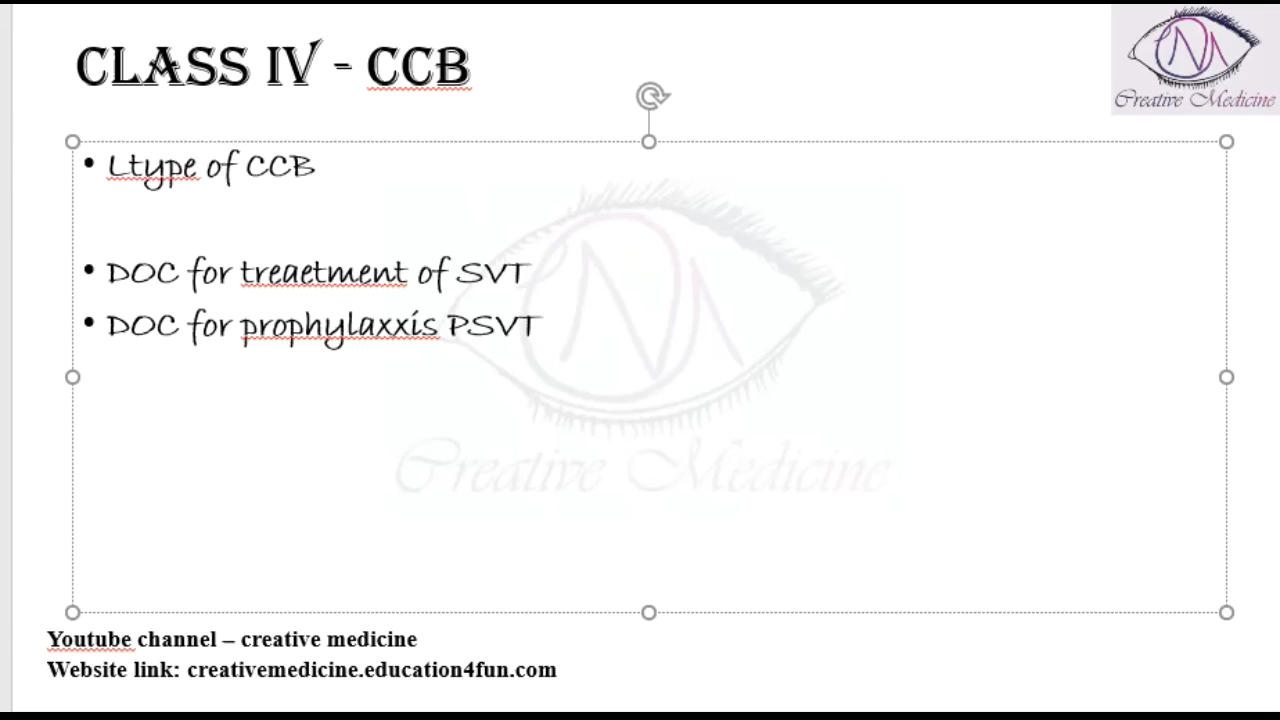 CLASS IV - CCB
Creative Medicine
• Ltype of CCB
• DOC for treaetment of SVT
• DOC for prophylaxxis PSVT
Creative Medicine
Youtube channel – creative medicine
Website link: creativemedicine.education4fun.com